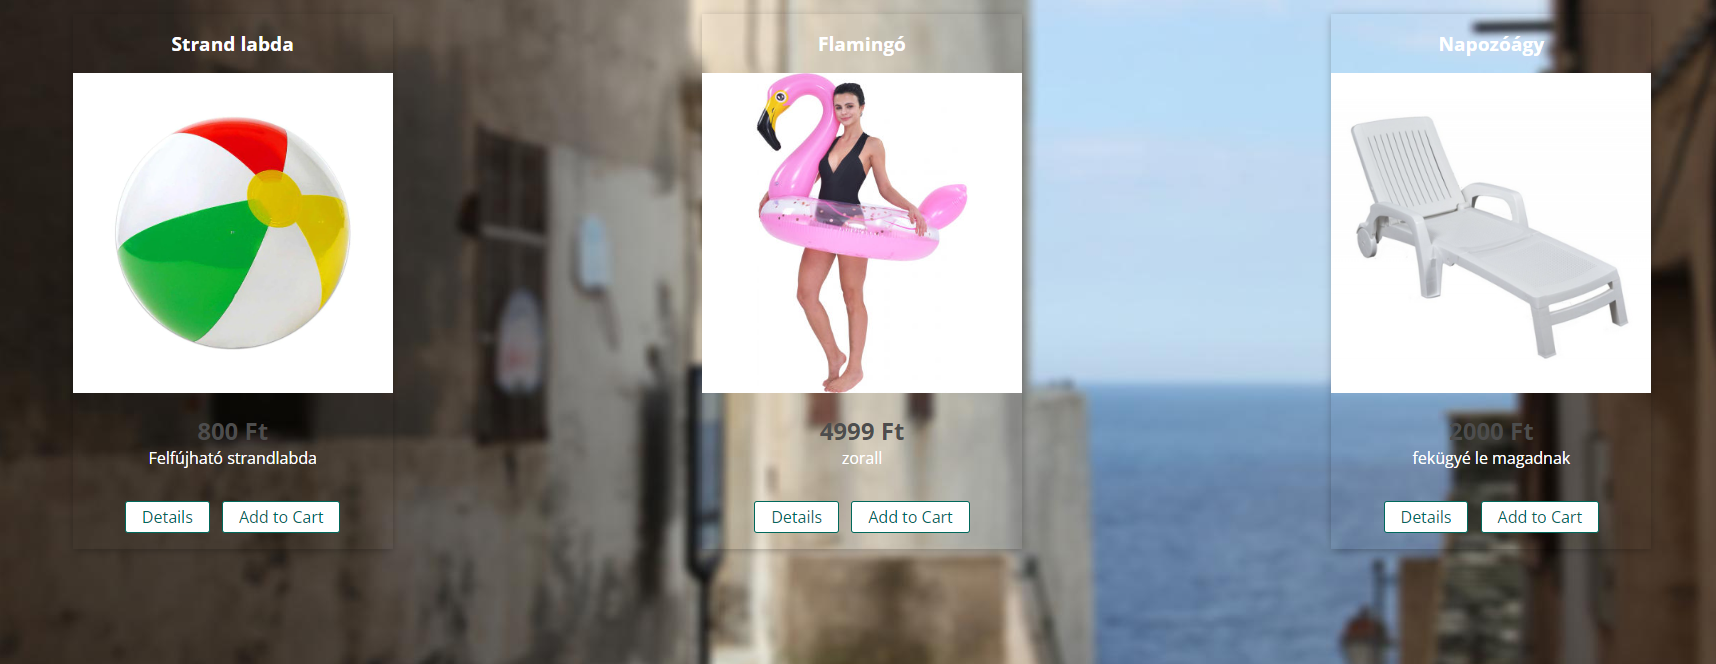 Strand labda
800 Ft
Felfújható strandlabda
Details Add to Cart
Flamingó
4999 Ft
zorall
Details Add to Cart
Napozóágy
2000 Ft
fekügyé le magadnak
Details Add to Cart